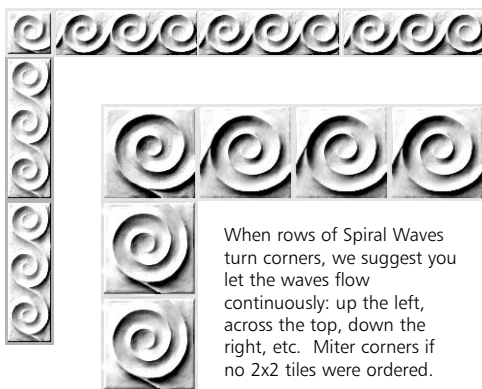 When rows of Spiral Waves
turn corners, we suggest you
let the waves flow
continuously: up the left,
across the top, down the
right, etc.  Miter corners if
no 2x2 tiles were ordered.